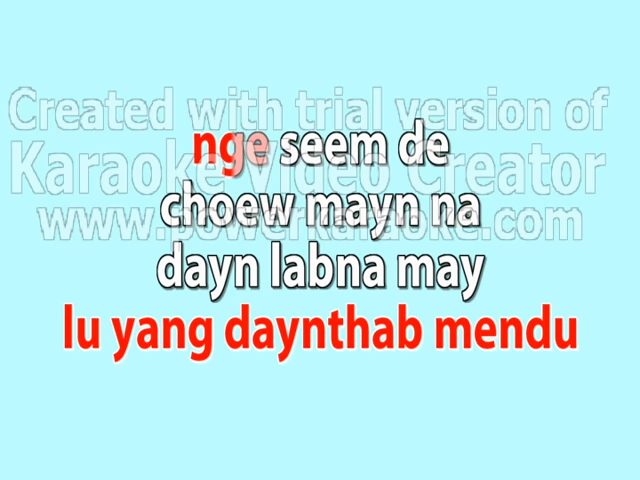 Created with trial version of
nge seem de
Karaoke Video Creator
choew mayn na
www.powerkaraoke.com
dayn labna may
lu yang daynthab mendu